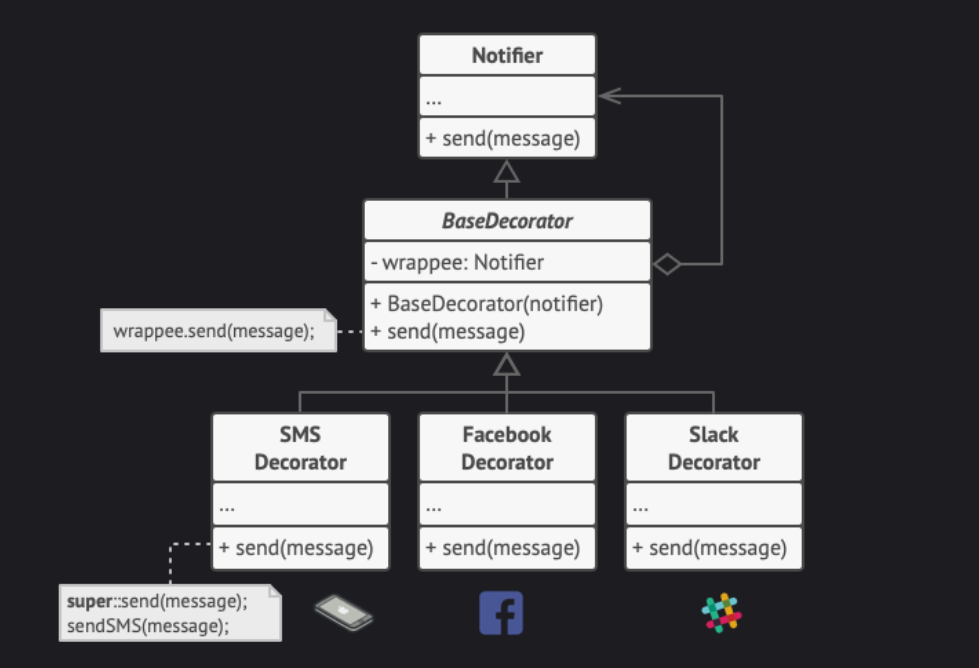 Notifier
...
+ send(message)
BaseDecorator
- wrappee: Notifier
+ BaseDecorator(notifier)
+ send(message)
wrappee.send(message);
SMS
Decorator
...
+ send(message)
Facebook
Decorator
...
+ send(message)
Slack
Decorator
...
+ send(message)
super::send(message);
sendSMS(message);